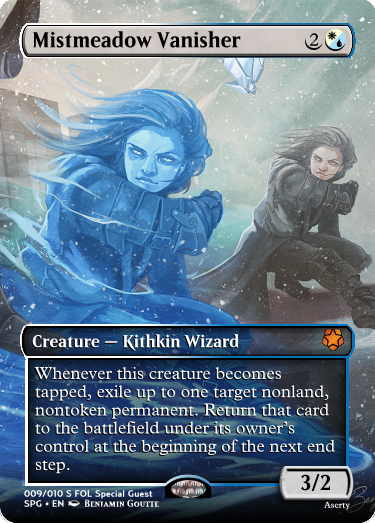 Mistmeadow Vanisher 2
Creature — Kithkin Wizard
Whenever this creature becomes
tapped, exile up to one target nonland,
nontoken permanent. Return that card
to the battlefield under its owner's
control at the beginning of the next end
step.
3/2
009/010 S FOL Special Guest
SPG • EN Benjamin Goutte
Aserty